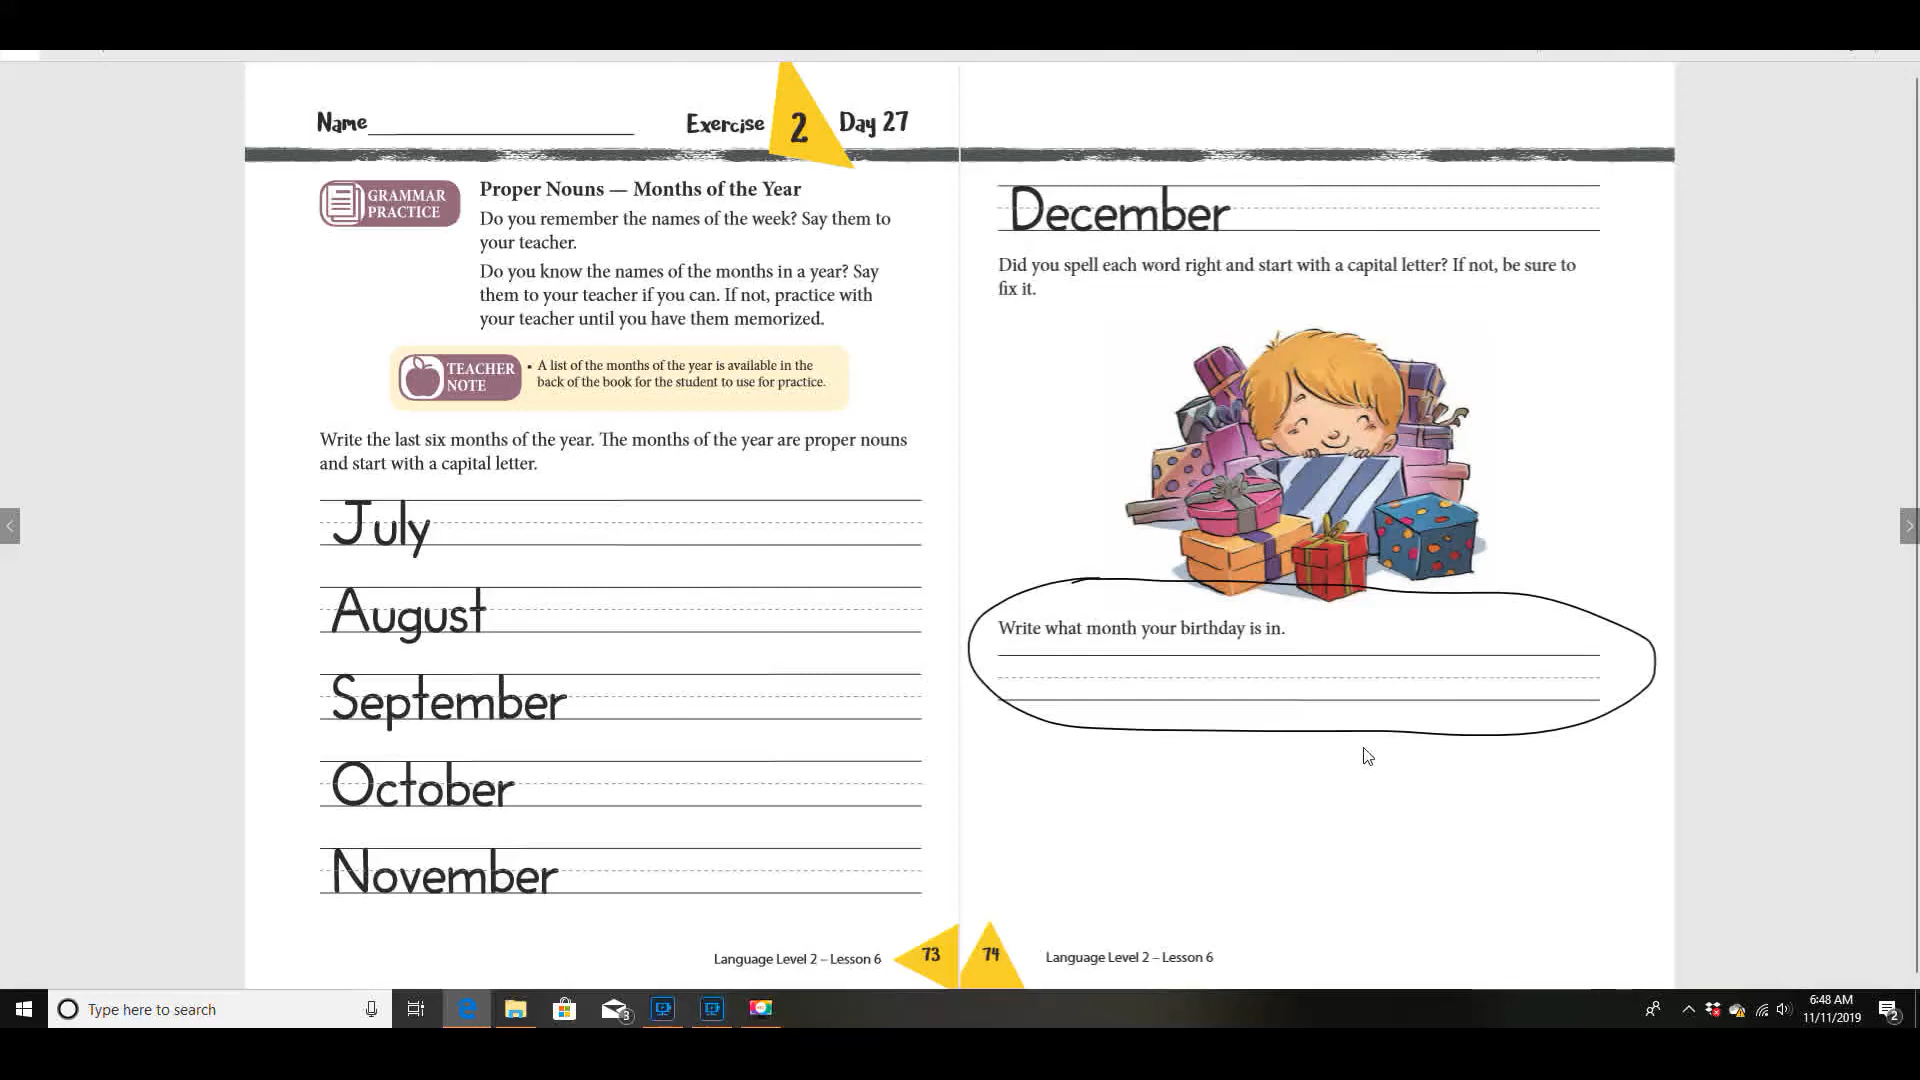 Name
Exercise 2 Day 27
GRAMMAR PRACTICE
Proper Nouns — Months of the Year
Do you remember the names of the week? Say them to
your teacher.
Do you know the names of the months in a year? Say
them to your teacher if you can. If not, practice with
your teacher until you have them memorized.
TEACHER NOTE
• A list of the months of the year is available in the
back of the book for the student to use for practice.
Write the last six months of the year. The months of the year are proper nouns
and start with a capital letter.
July
August
September
October
November
Language Level 2 – Lesson 6 73
December
Did you spell each word right and start with a capital letter? If not, be sure to
fix it.
Write what month your birthday is in.
74 Language Level 2 – Lesson 6
Type here to search
3
6:48 AM
11/11/2019
2